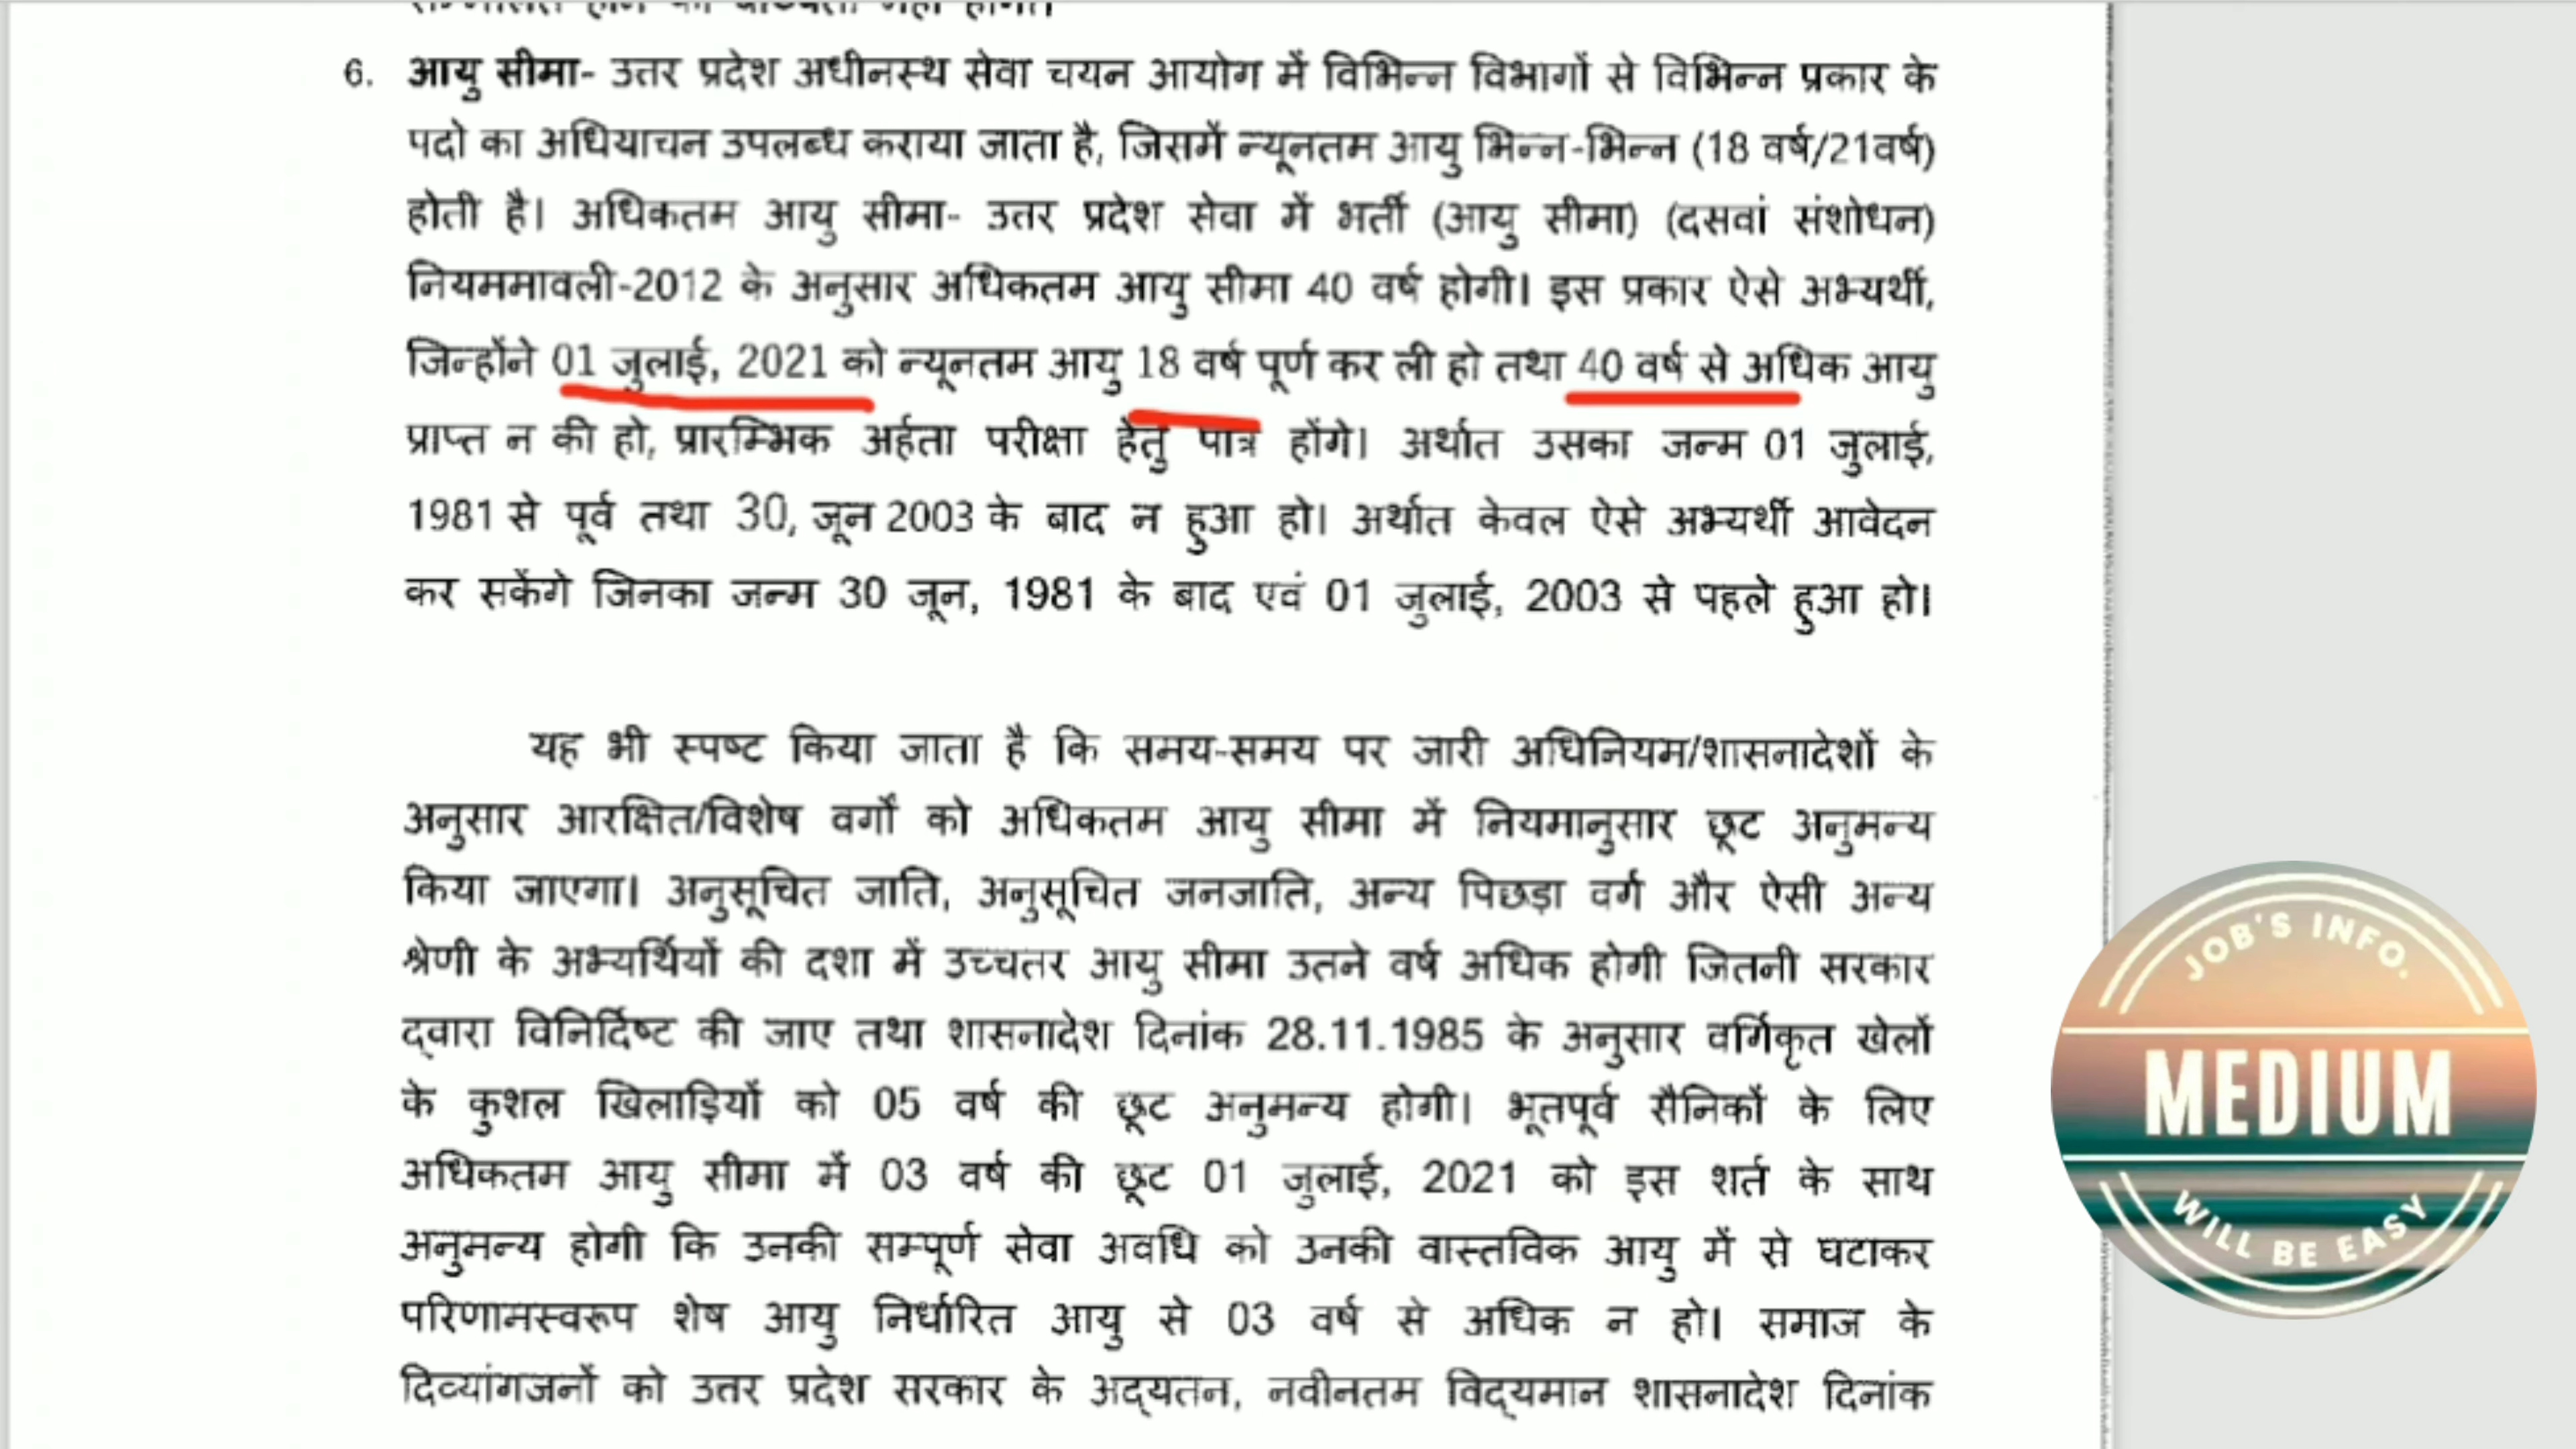 6. आयु सीमा- उत्तर प्रदेश अधीनस्थ सेवा चयन आयोग में विभिन्न विभागों से विभिन्न प्रकार के
पदो का अधियाचन उपलब्ध कराया जाता है, जिसमें न्यूनतम आयु भिन्न-भिन्न (18 वर्ष/21वर्ष)
होती है। अधिकतम आयु सीमा- उत्तर प्रदेश सेवा में भर्ती (आयु सीमा) (दसवां संशोधन)
नियममावली-2012 के अनुसार अधिकतम आयु सीमा 40 वर्ष होगी। इस प्रकार ऐसे अभ्यर्थी,
जिन्होंने 01 जुलाई, 2021 को न्यूनतम आयु 18 वर्ष पूर्ण कर ली हो तथा 40 वर्ष से अधिक आयु
प्राप्त न की हो, प्रारम्भिक अर्हता परीक्षा हेतु पात्र होंगे। अर्थात उसका जन्म 01 जुलाई,
1981 से पूर्व तथा 30, जून 2003 के बाद न हुआ हो। अर्थात केवल ऐसे अभ्यर्थी आवेदन
कर सकेंगे जिनका जन्म 30 जून, 1981 के बाद एवं 01 जुलाई, 2003 से पहले हुआ हो।
यह भी स्पष्ट किया जाता है कि समय-समय पर जारी अधिनियम/शासनादेशों के
अनुसार आरक्षित/विशेष वर्गों को अधिकतम आयु सीमा में नियमानुसार छूट अनुमन्य
किया जाएगा। अनुसूचित जाति, अनुसूचित जनजाति, अन्य पिछड़ा वर्ग और ऐसी अन्य
श्रेणी के अभ्यर्थियों की दशा में उच्चतर आयु सीमा उतने वर्ष अधिक होगी जितनी सरकार
द्वारा विनिर्दिष्ट की जाए तथा शासनादेश दिनांक 28.11.1985 के अनुसार वर्गिकृत खेलों
के कुशल खिलाड़ियों को 05 वर्ष की छूट अनुमन्य होगी। भूतपूर्व सैनिकों के लिए
अधिकतम आयु सीमा में 03 वर्ष की छूट 01 जुलाई, 2021 को इस शर्त के साथ
अनुमन्य होगी कि उनकी सम्पूर्ण सेवा अवधि को उनकी वास्तविक आयु में से घटाकर
परिणामस्वरूप शेष आयु निर्धारित आयु से 03 वर्ष से अधिक न हो। समाज के
दिव्यांगजनों को उत्तर प्रदेश सरकार के अद्यतन, नवीनतम विद्यमान शासनादेश दिनांक
JOB'S INFO.
MEDIUM
WILL BE EASY